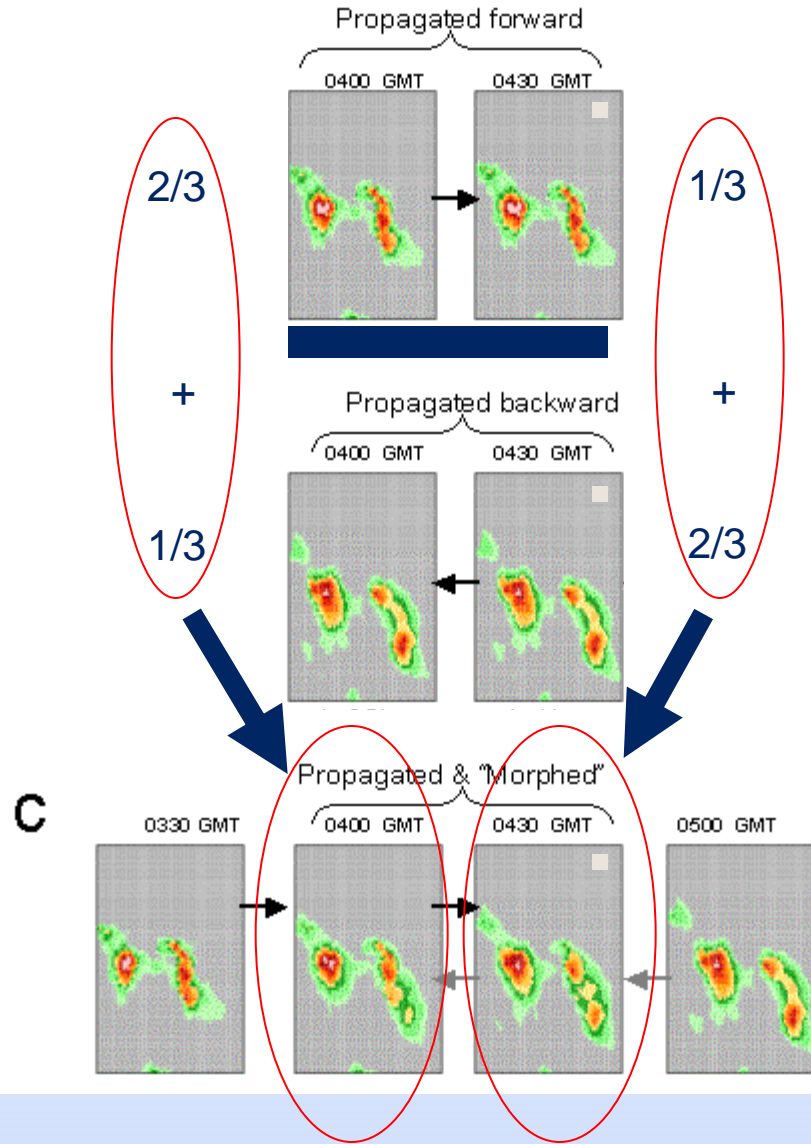 Propagated forward
0400 GMT 0430 GMT
2/3 1/3
+ +
Propagated backward
0400 GMT 0430 GMT
1/3 2/3
Propagated & "Morphed"
C
0330 GMT 0400 GMT 0430 GMT 0500 GMT